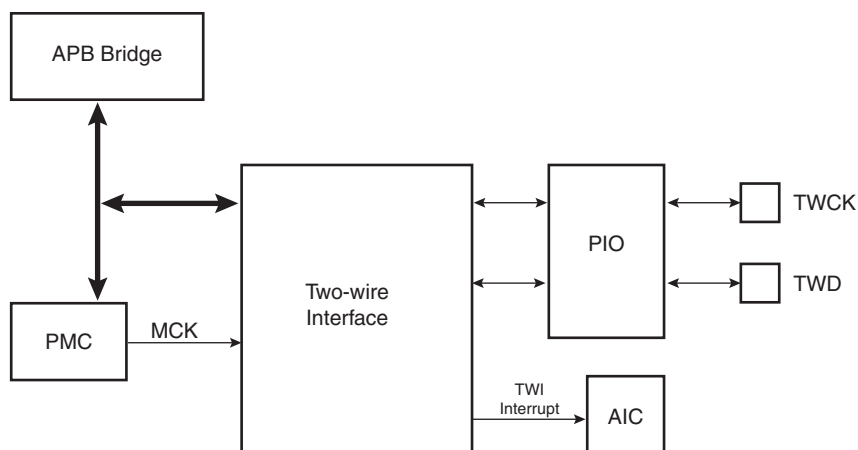 APB Bridge
TWCK
PIO
TWD
Two-wire
Interface
PMC
MCK
TWI
Interrupt
AIC